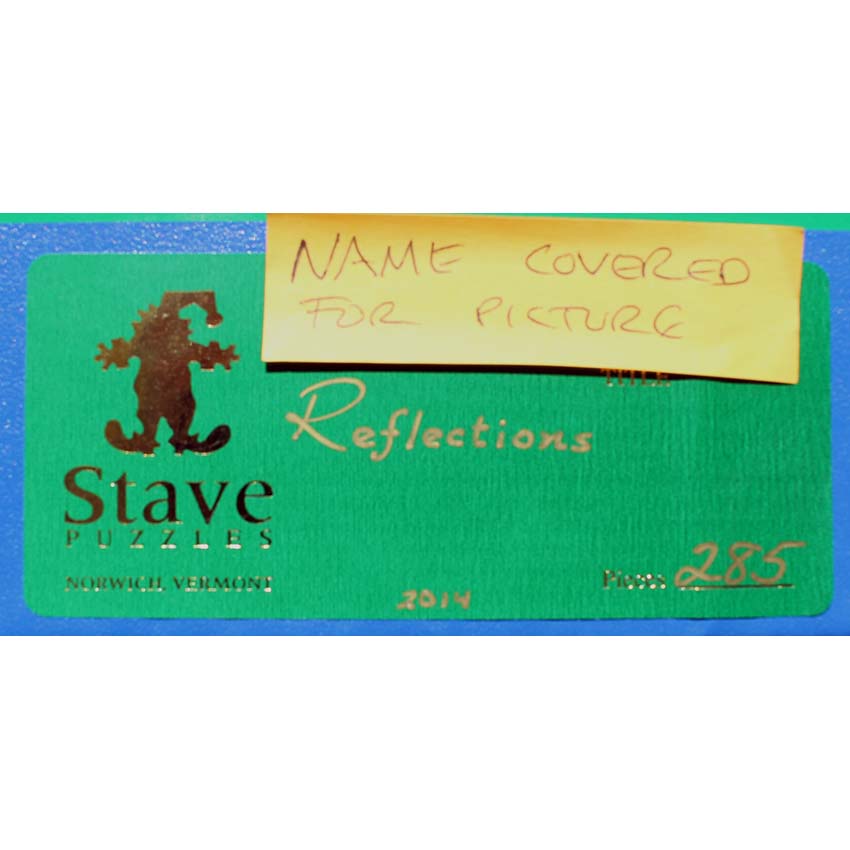 NAME COVERED
FOR PICTURE
TITLE
Reflections
Stave
PUZZLES
NORWICH, VERMONT
Pieces 285
2014